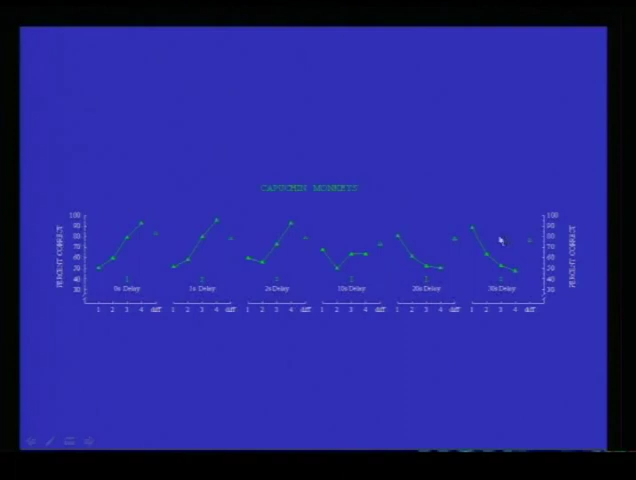 CAPUCHIN MONKEYS
100
90
80
70
60
50
40
30
PERCENT CORRECT
0s Delay
1s Delay
2s Delay
10s Delay
20s Delay
30s Delay
1 2 3 4 diff
1 2 3 4 diff
1 2 3 4 diff
1 2 3 4 diff
1 2 3 4 diff
1 2 3 4 diff
100
90
80
70
60
50
40
30
PERCENT CORRECT